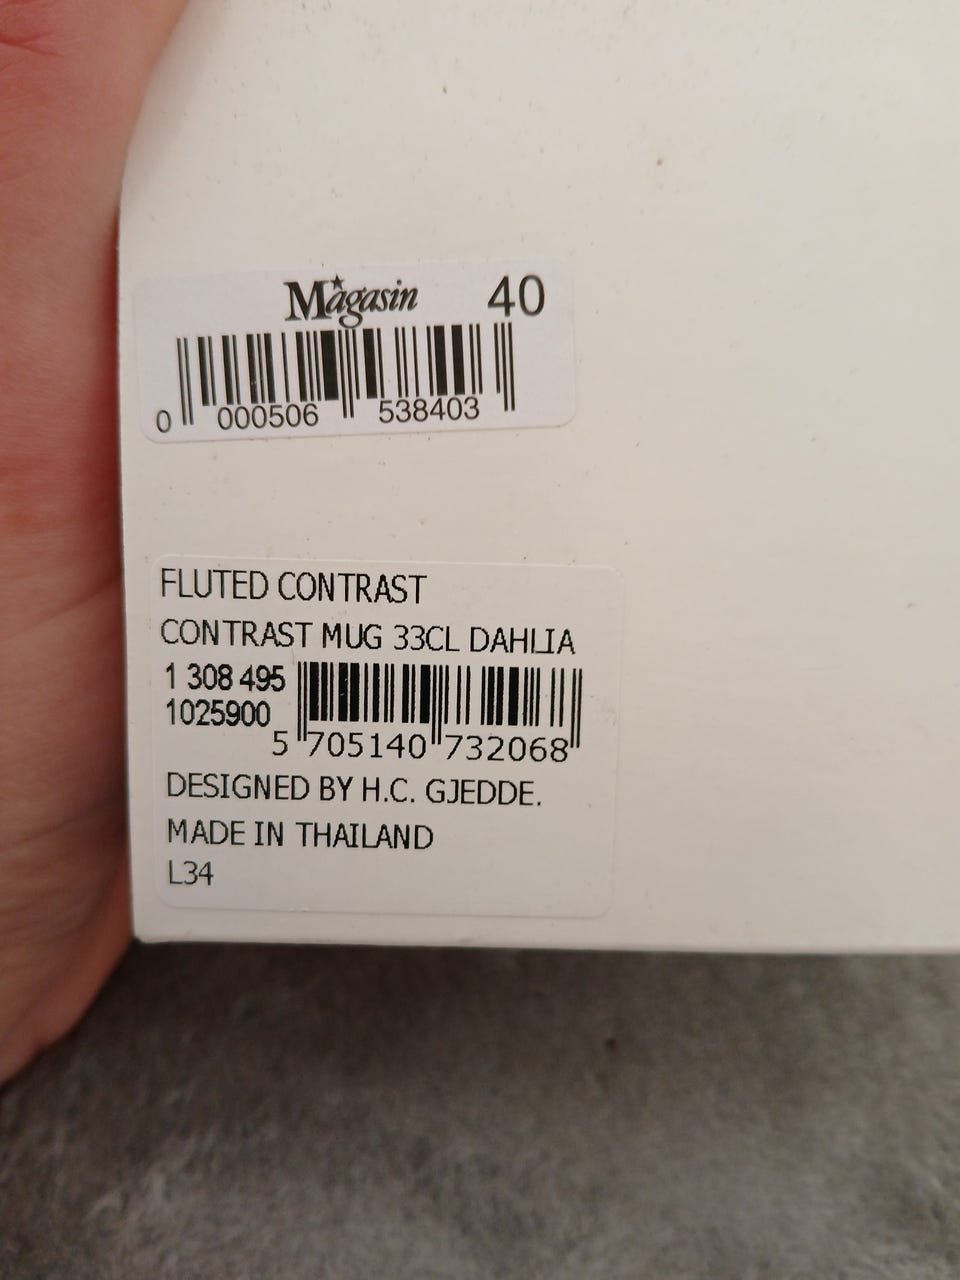 Magasin 40
0 000506 538403
FLUTED CONTRAST
CONTRAST MUG 33CL DAHLIA
1 308 495
1025900
5 705140 732068
DESIGNED BY H.C. GJEDDE.
MADE IN THAILAND
L34